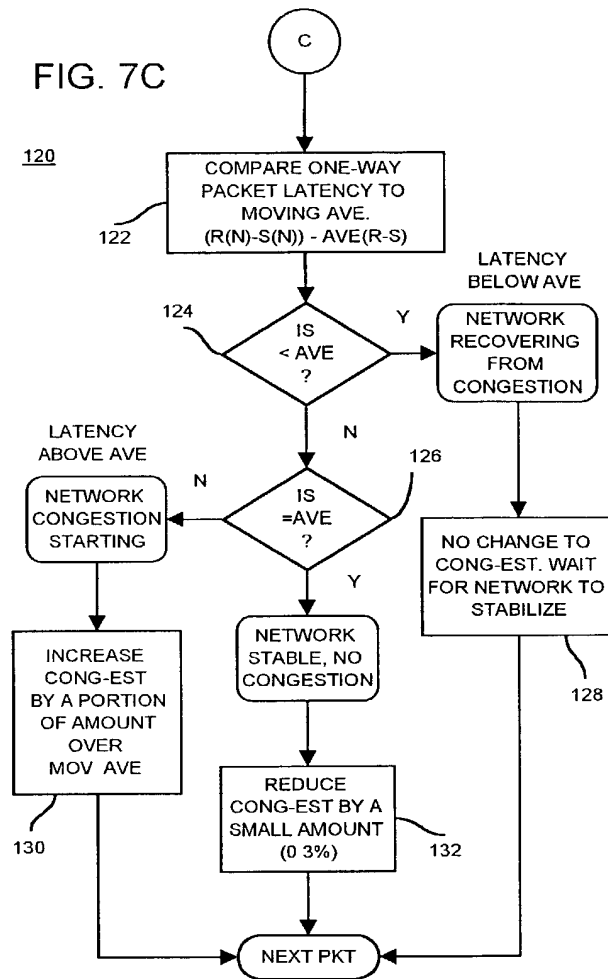 C
FIG. 7C
120
COMPARE ONE-WAY
PACKET LATENCY TO
MOVING AVE.
(R(N)-S(N)) - AVE(R-S)
122
LATENCY
BELOW AVE
124
IS
< AVE
?
Y
NETWORK
RECOVERING
FROM
CONGESTION
N
LATENCY
ABOVE AVE
126
N
NETWORK
CONGESTION
STARTING
IS
=AVE
?
Y
NO CHANGE TO
CONG-EST. WAIT
FOR NETWORK TO
STABILIZE
128
NETWORK
STABLE, NO
CONGESTION
INCREASE
CONG-EST
BY A PORTION
OF AMOUNT
OVER
MOV AVE
130
REDUCE
CONG-EST BY A
SMALL AMOUNT
(0 3%)
132
NEXT PKT